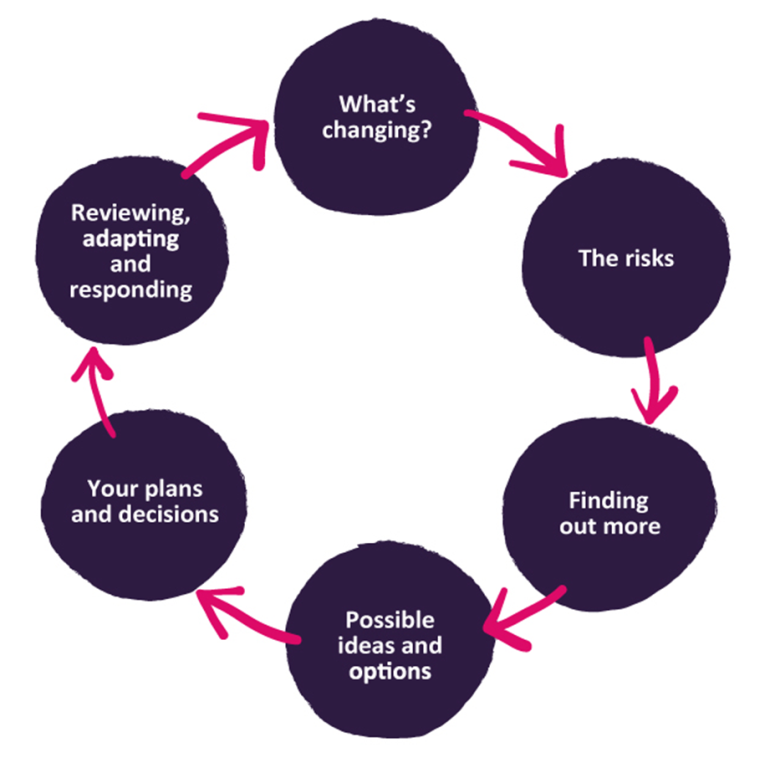 What's
changing?
The risks
Finding
out more
Possible
ideas and
options
Your plans
and decisions
Reviewing,
adapting
and
responding